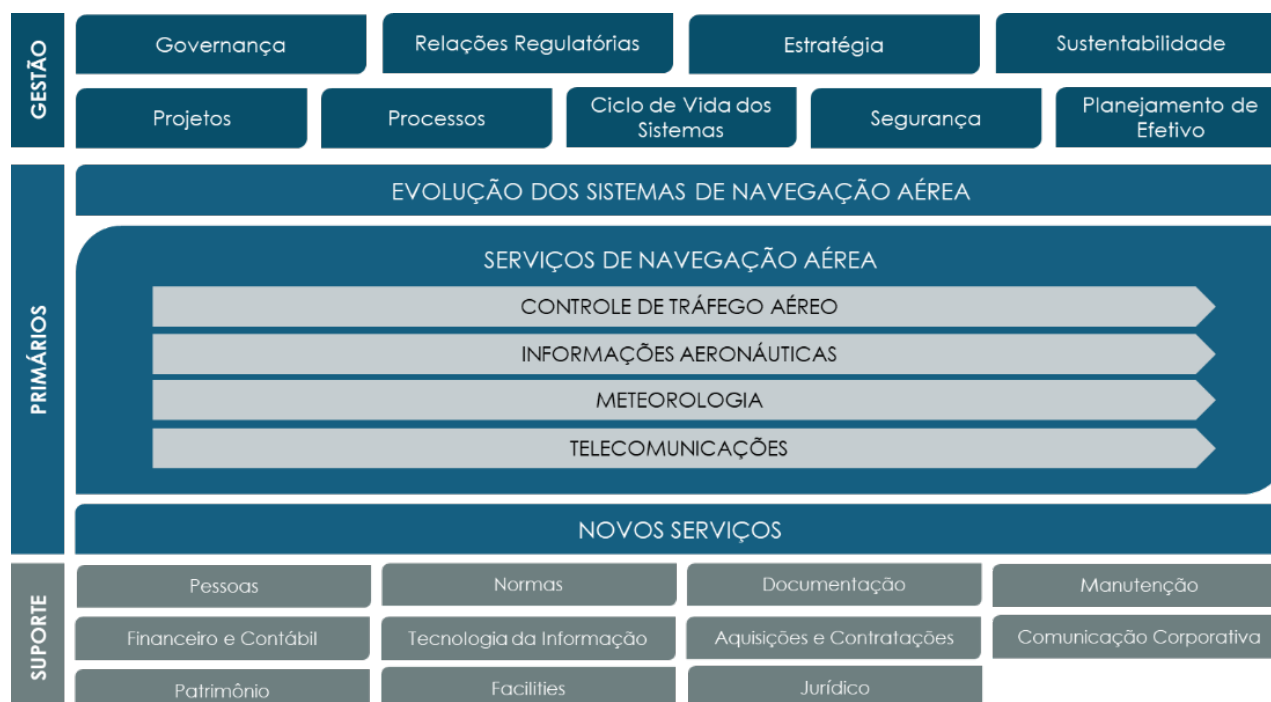 GESTÃO
Governança
Relações Regulatórias
Estratégia
Sustentabilidade
Projetos
Processos
Ciclo de Vida dos
Sistemas
Segurança
Planejamento de
Efetivo
PRIMÁRIOS
EVOLUÇÃO DOS SISTEMAS DE NAVEGAÇÃO AÉREA
SERVIÇOS DE NAVEGAÇÃO AÉREA
CONTROLE DE TRÁFEGO AÉREO
INFORMAÇÕES AERONÁUTICAS
METEOROLOGIA
TELECOMUNICAÇÕES
NOVOS SERVIÇOS
SUPORTE
Pessoas
Normas
Documentação
Manutenção
Financeiro e Contábil
Tecnologia da Informação
Aquisições e Contratações
Comunicação Corporativa
Patrimônio
Facilities
Jurídico